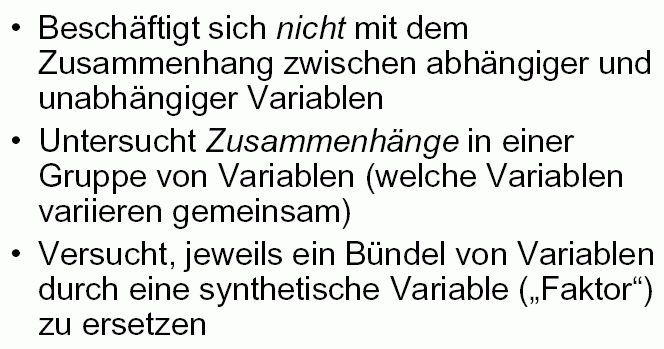 • Beschäftigt sich nicht mit dem
Zusammenhang zwischen abhängiger und
unabhängiger Variablen
• Untersucht Zusammenhänge in einer
Gruppe von Variablen (welche Variablen
variieren gemeinsam)
• Versucht, jeweils ein Bündel von Variablen
durch eine synthetische Variable („Faktor“)
zu ersetzen